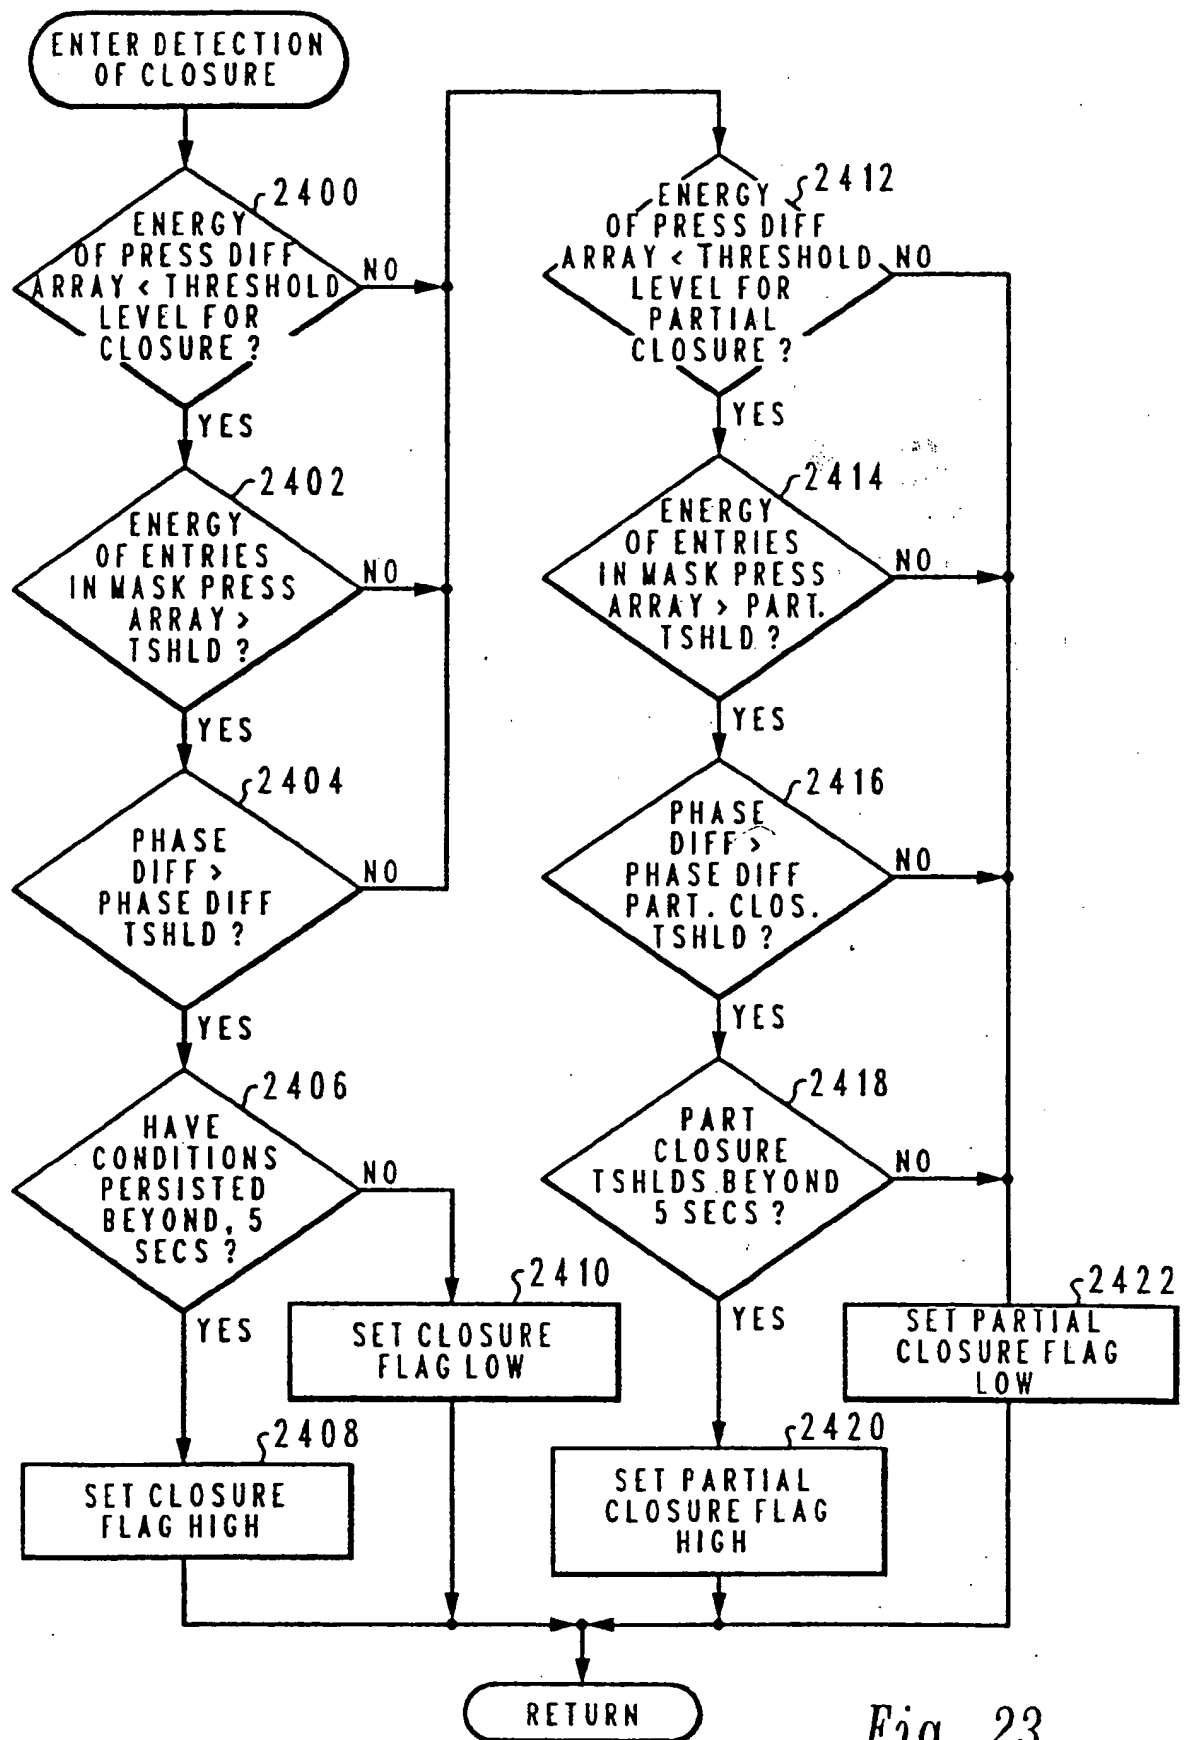 ENTER DETECTION
OF CLOSURE
2400
ENERGY
OF PRESS DIFF
ARRAY < THRESHOLD
LEVEL FOR
CLOSURE ?
NO
YES
2402
ENERGY
OF ENTRIES
IN MASK PRESS
ARRAY >
TSHLD ?
NO
YES
2404
PHASE
DIFF >
PHASE DIFF
TSHLD ?
NO
YES
2406
HAVE
CONDITIONS
PERSISTED
BEYOND, 5
SECS ?
NO
YES
2410
SET CLOSURE
FLAG LOW
2408
SET CLOSURE
FLAG HIGH
2412
ENERGY
OF PRESS DIFF
ARRAY < THRESHOLD
LEVEL FOR
PARTIAL
CLOSURE ?
NO
YES
2414
ENERGY
OF ENTRIES
IN MASK PRESS
ARRAY > PART.
TSHLD ?
NO
YES
2416
PHASE
DIFF >
PHASE DIFF
PART. CLOS.
TSHLD ?
NO
YES
2418
PART
CLOSURE
TSHLDS BEYOND
5 SECS ?
NO
YES
2422
SET PARTIAL
CLOSURE FLAG
LOW
2420
SET PARTIAL
CLOSURE FLAG
HIGH
RETURN
Fig. 23